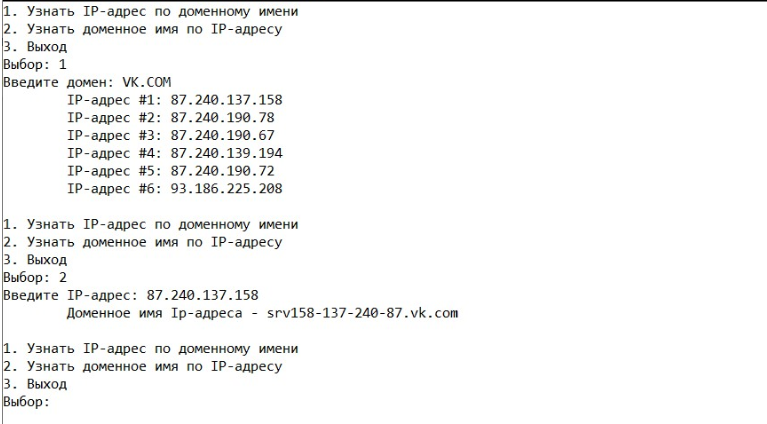 1. Узнать IP-адрес по доменному имени
2. Узнать доменное имя по IP-адресу
3. Выход
Выбор: 1
Введите домен: VK.COM
IP-адрес #1: 87.240.137.158
IP-адрес #2: 87.240.190.78
IP-адрес #3: 87.240.190.67
IP-адрес #4: 87.240.139.194
IP-адрес #5: 87.240.190.72
IP-адрес #6: 93.186.225.208
1. Узнать IP-адрес по доменному имени
2. Узнать доменное имя по IP-адресу
3. Выход
Выбор: 2
Введите IP-адрес: 87.240.137.158
Доменное имя Ip-адреса - srv158-137-240-87.vk.com
1. Узнать IP-адрес по доменному имени
2. Узнать доменное имя по IP-адресу
3. Выход
Выбор: